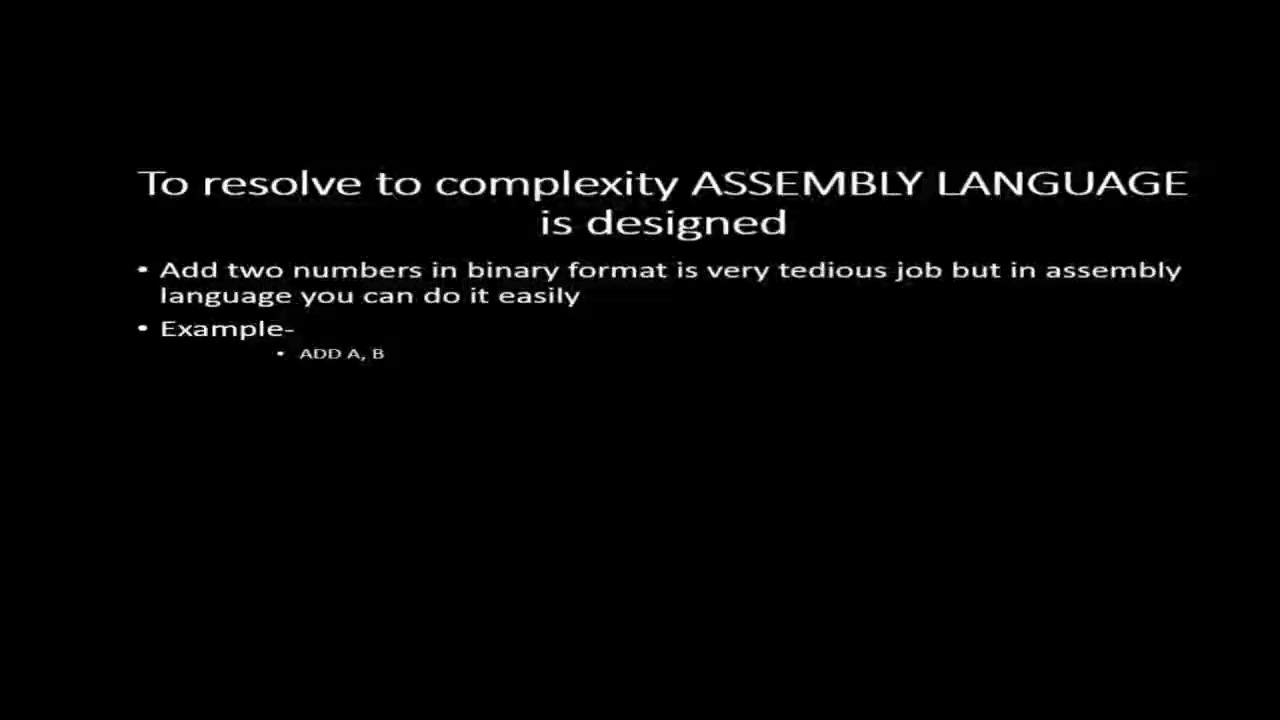 To resolve to complexity ASSEMBLY LANGUAGE
is designed
• Add two numbers in binary format is very tedious job but in assembly
language you can do it easily
• Example-
• ADD A, B